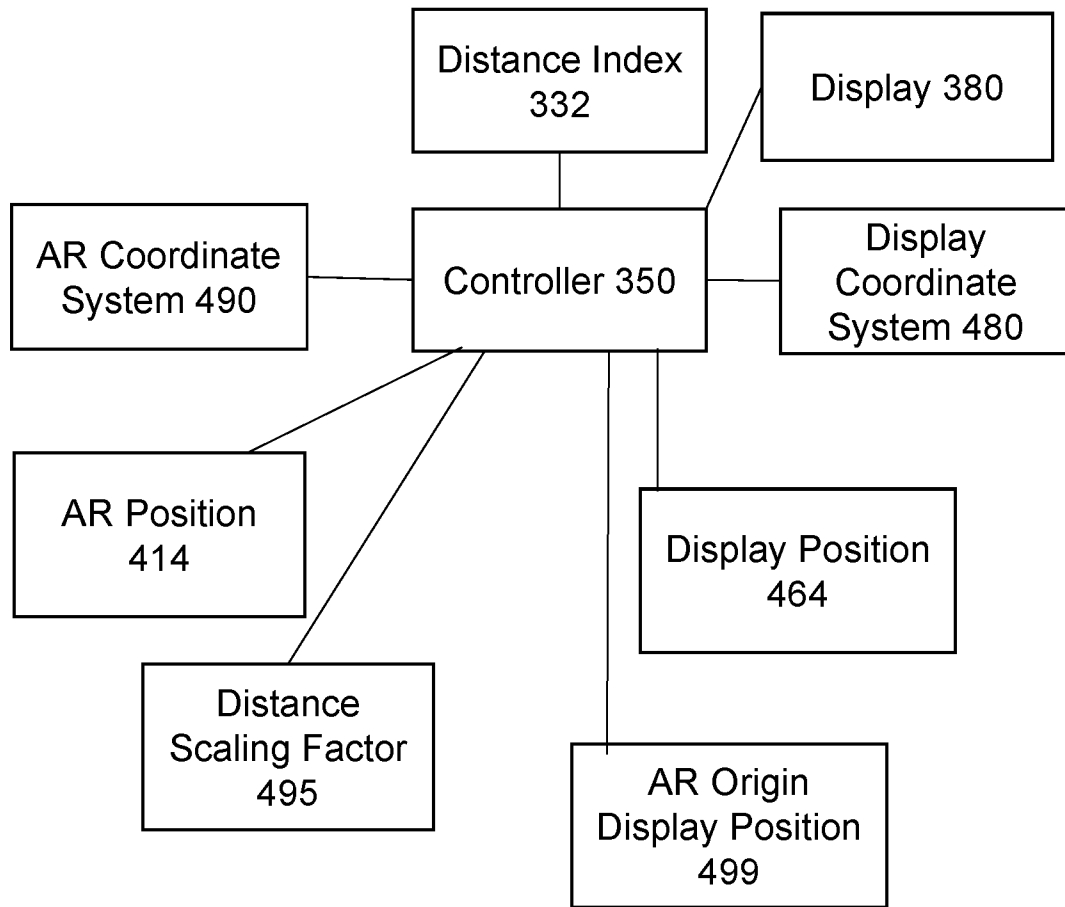 Distance Index
332
Display 380
AR Coordinate
System 490
Controller 350
Display
Coordinate
System 480
AR Position
414
Display Position
464
Distance
Scaling Factor
495
AR Origin
Display Position
499